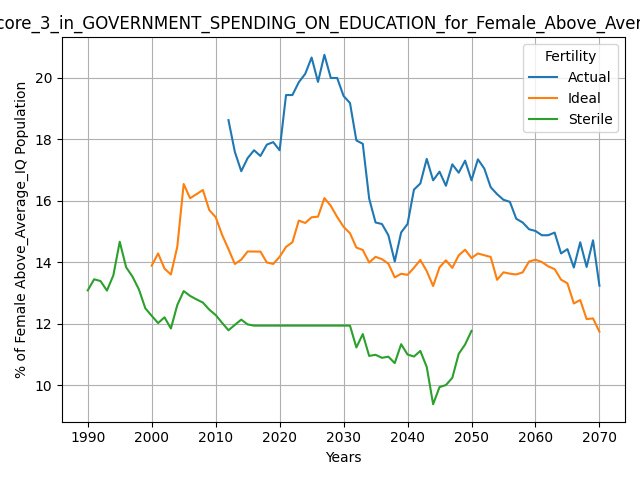 core_3_in_GOVERNMENT_SPENDING_ON_EDUCATION_for_Female_Above_Aver
% of Female Above_Average_IQ Population
20
18
16
14
12
10
Fertility
Actual
Ideal
Sterile
1990 2000 2010 2020 2030 2040 2050 2060 2070
Years